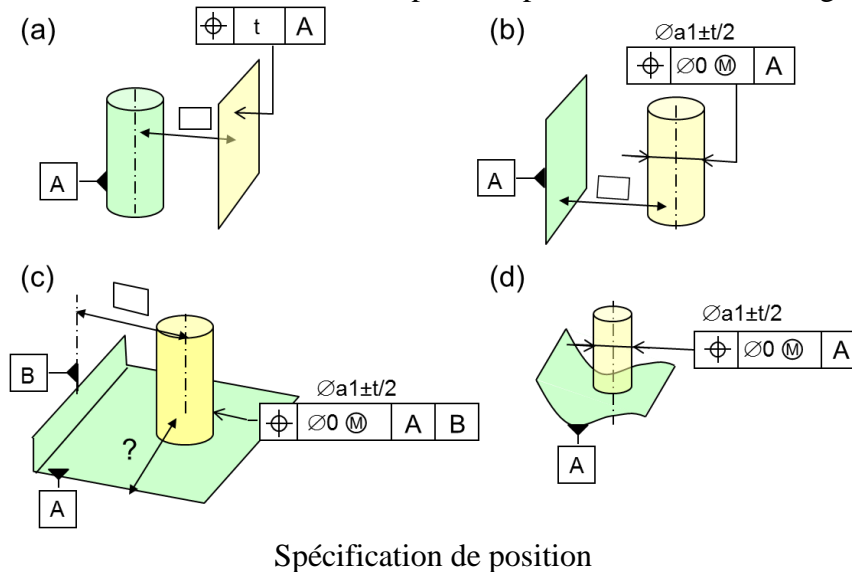 (a)
⌖ t A
A
(b)
∅a1±t/2
⌖ ∅0 Ⓜ A
A
(c)
B
?
A
∅a1±t/2
⌖ ∅0 Ⓜ A B
(d)
∅a1±t/2
⌖ ∅0 Ⓜ A
A
Spécification de position